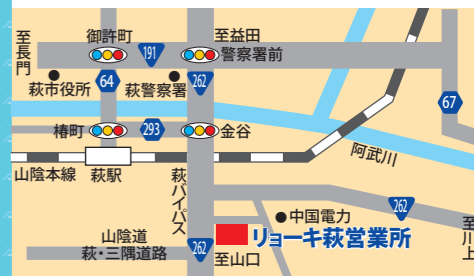 至長門
御許町
191
至益田
警察署前
萩市役所
64
萩警察署
262
67
椿町
293
金谷
阿武川
山陰本線
萩駅
萩バイパス
262
中国電力
リョーキ萩営業所
山陰道
萩・三隅道路
262
至山口
至川上